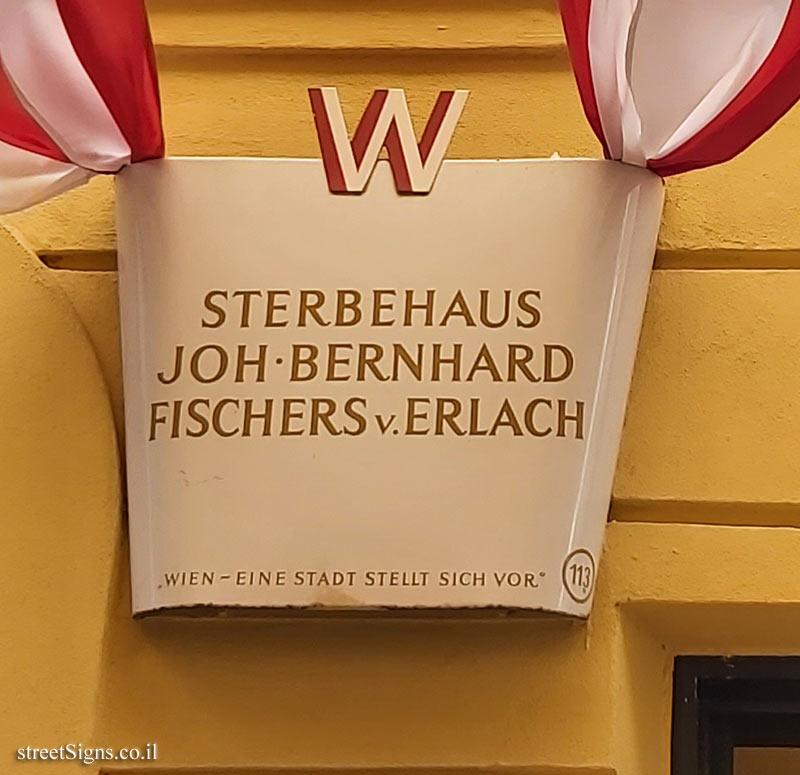 W
STERBEHAUS
JOH·BERNHARD
FISCHERS v. ERLACH
„WIEN – EINE STADT STELLT SICH VOR.“
113
streetSigns.co.il